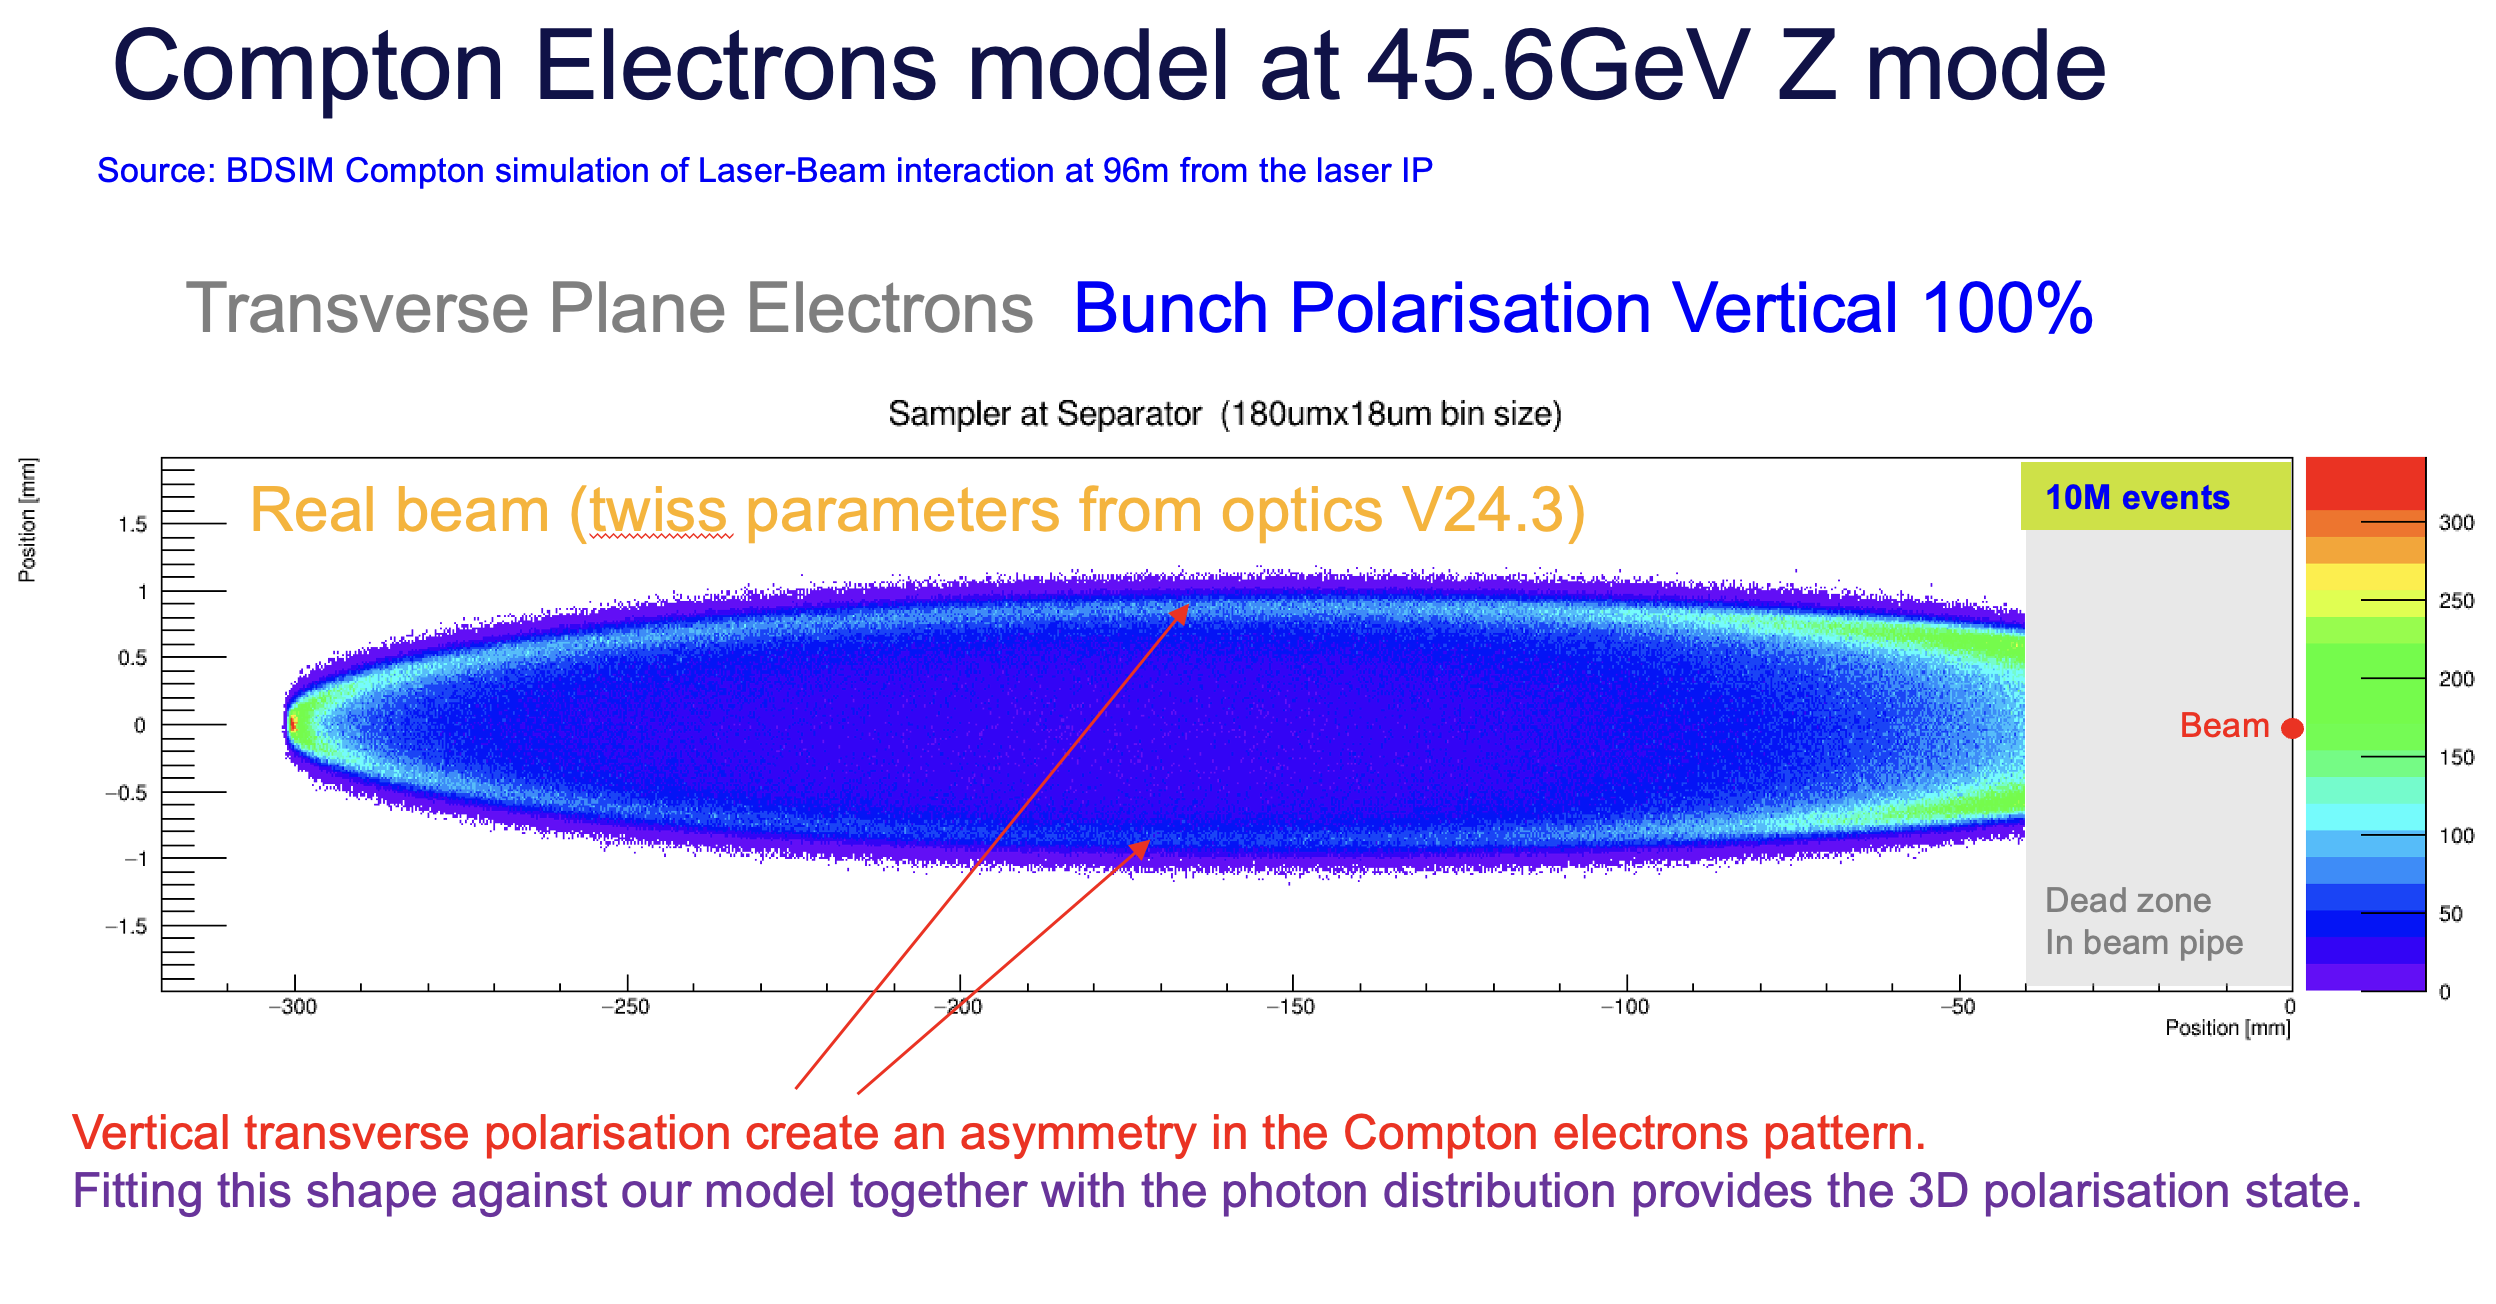 Compton Electrons model at 45.6GeV Z mode
Source: BDSIM Compton simulation of Laser-Beam interaction at 96m from the laser IP
Transverse Plane Electrons Bunch Polarisation Vertical 100%
Sampler at Separator (180umx18um bin size)
Position [mm]
Real beam (twiss parameters from optics V24.3)
10M events
1.5
1
0.5
0
−0.5
−1
−1.5
Beam
Dead zone
In beam pipe
300
250
200
150
100
50
0
−300 −250 −200 −150 −100 −50 0
Position [mm]
Vertical transverse polarisation create an asymmetry in the Compton electrons pattern.
Fitting this shape against our model together with the photon distribution provides the 3D polarisation state.